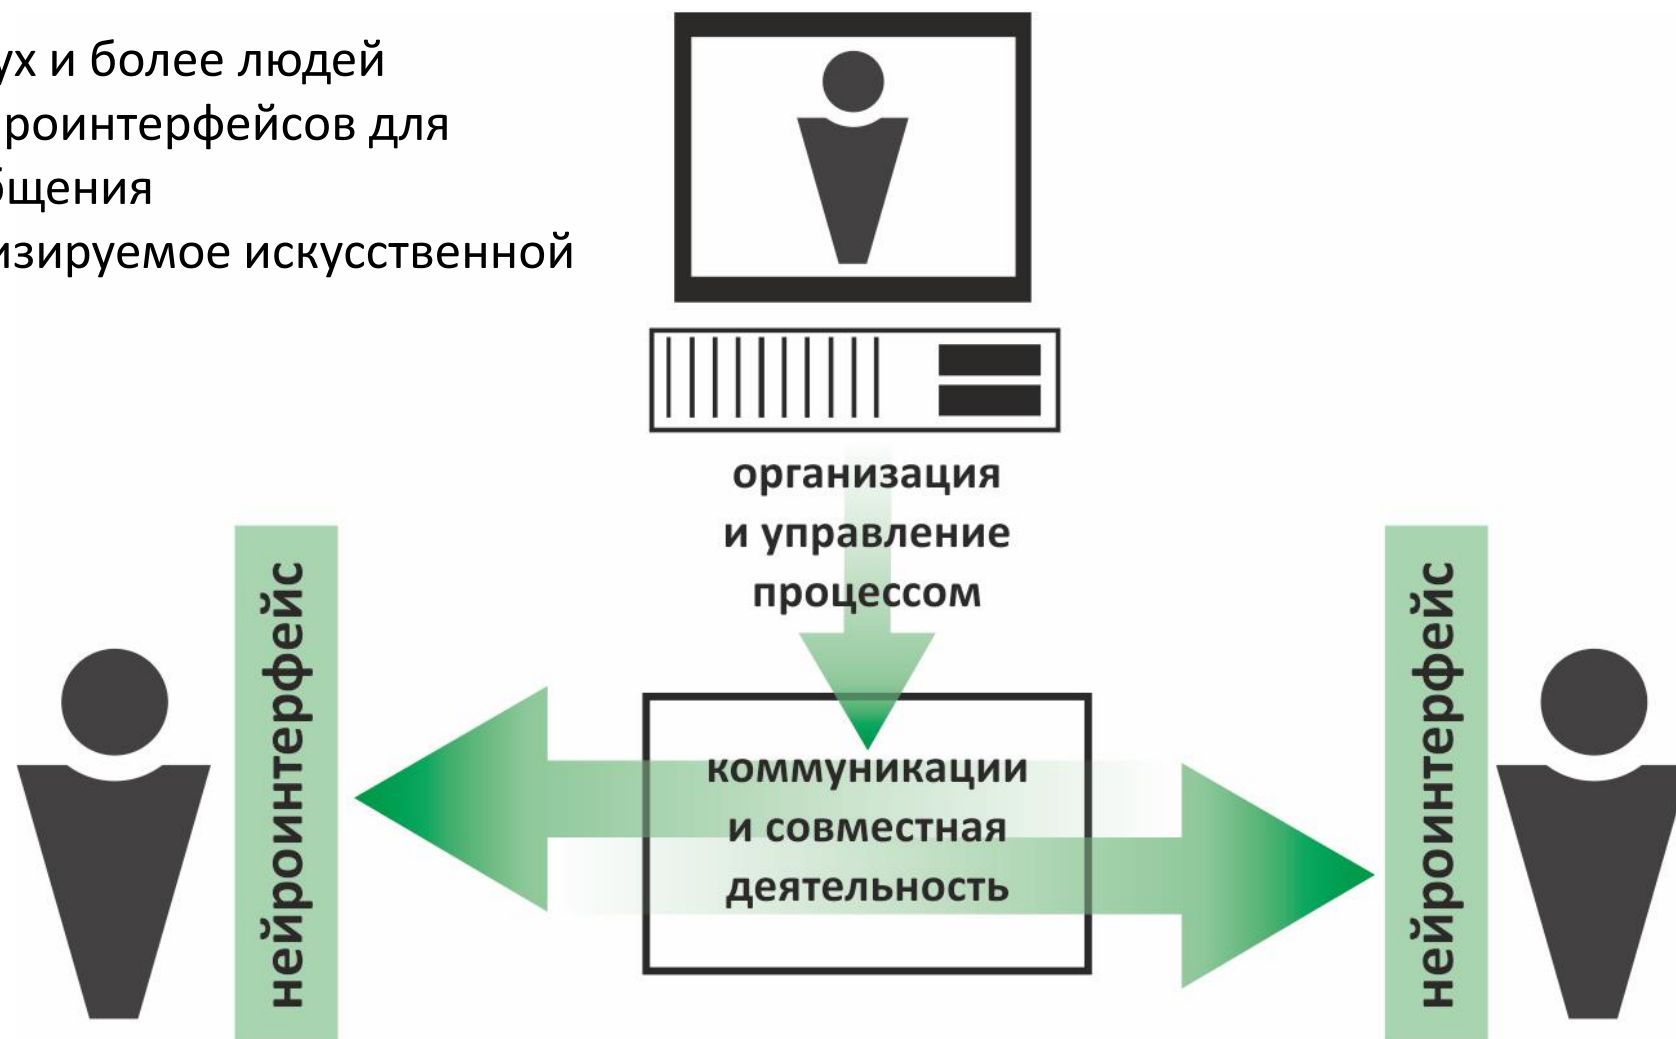 ух и более людей
роинтерфейсов для
бщения
изируемое искусственной
организация
и управление
процессом
нейроинтерфейс
коммуникации
и совместная
деятельность
нейроинтерфейс